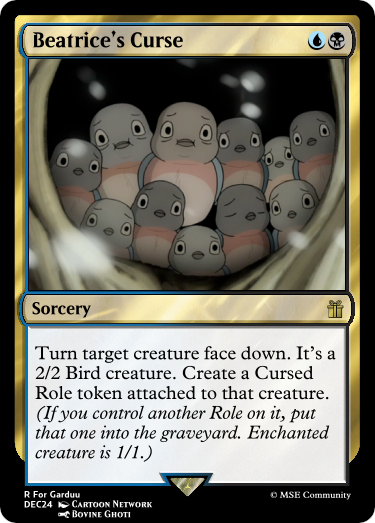 Beatrice's Curse
Sorcery
Turn target creature face down. It's a
2/2 Bird creature. Create a Cursed
Role token attached to that creature.
(If you control another Role on it, put
that one into the graveyard. Enchanted
creature is 1/1.)
R For Garduu
DEC24 Cartoon Network
Bovine Ghoti
© MSE Community